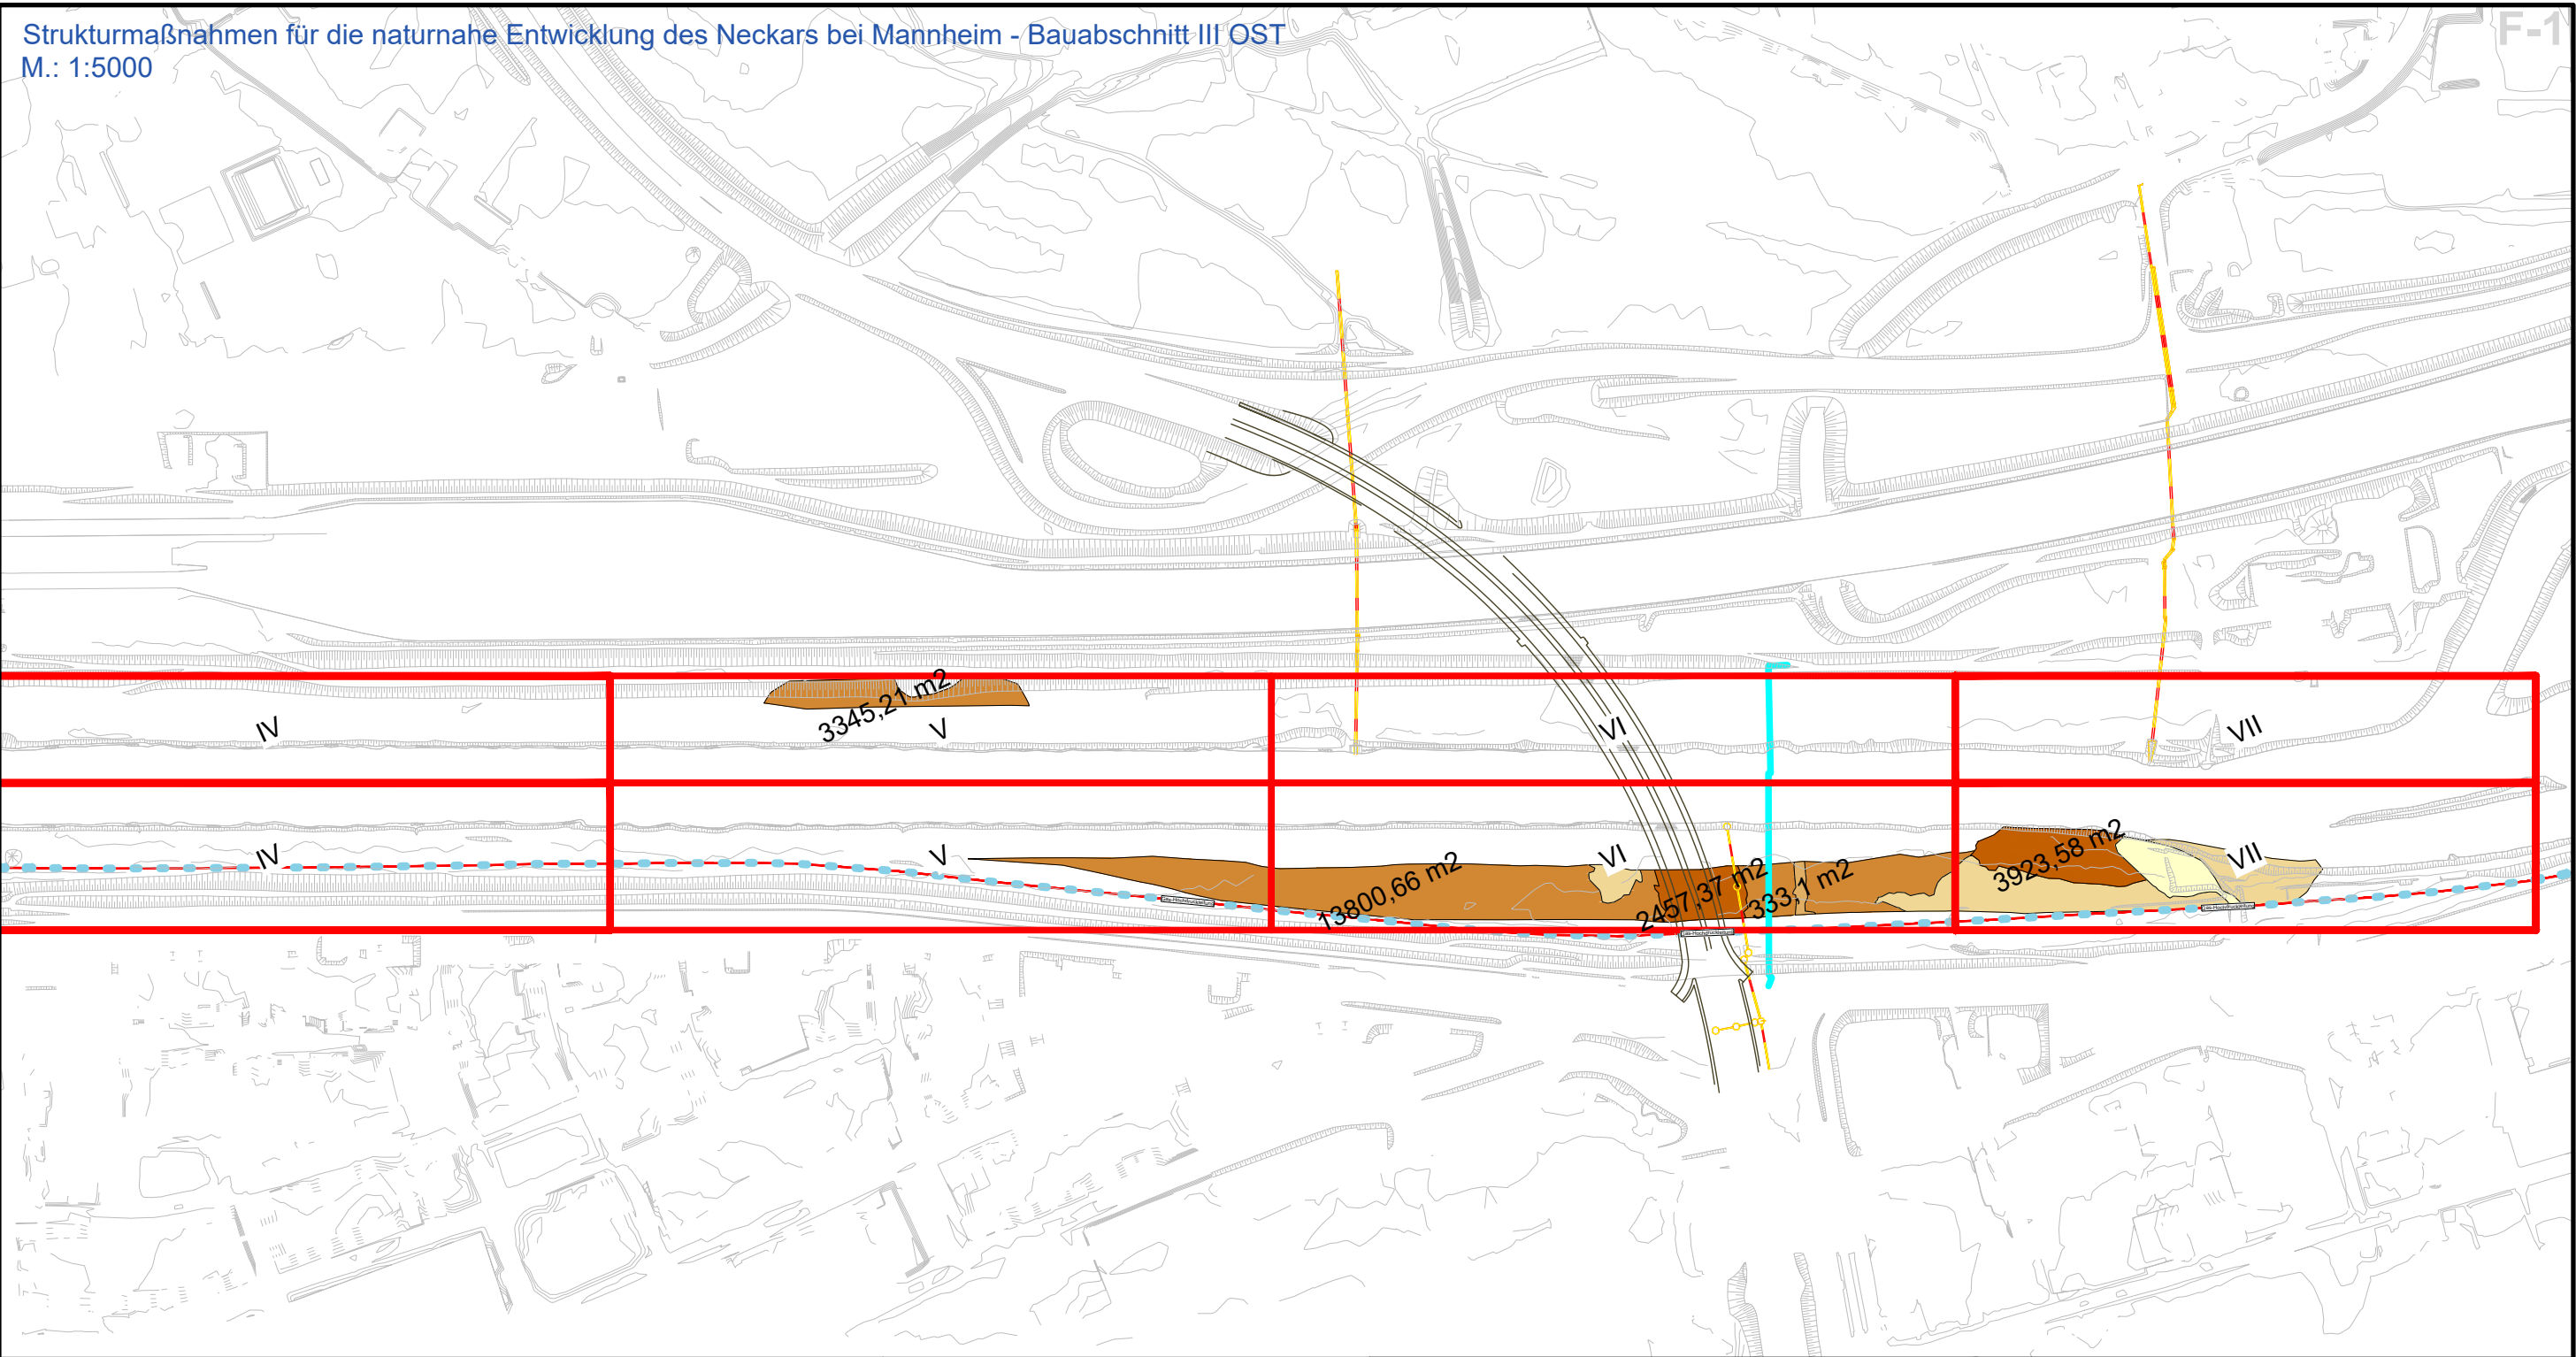 Strukturmaßnahmen für die naturnahe Entwicklung des Neckars bei Mannheim - Bauabschnitt III OST
F-1
M.: 1:5000
3345,21 m2
IV
V
VI
VII
IV
V
VI
VII
13800,66 m2
2457,37 m2
333,1 m2
3923,58 m2